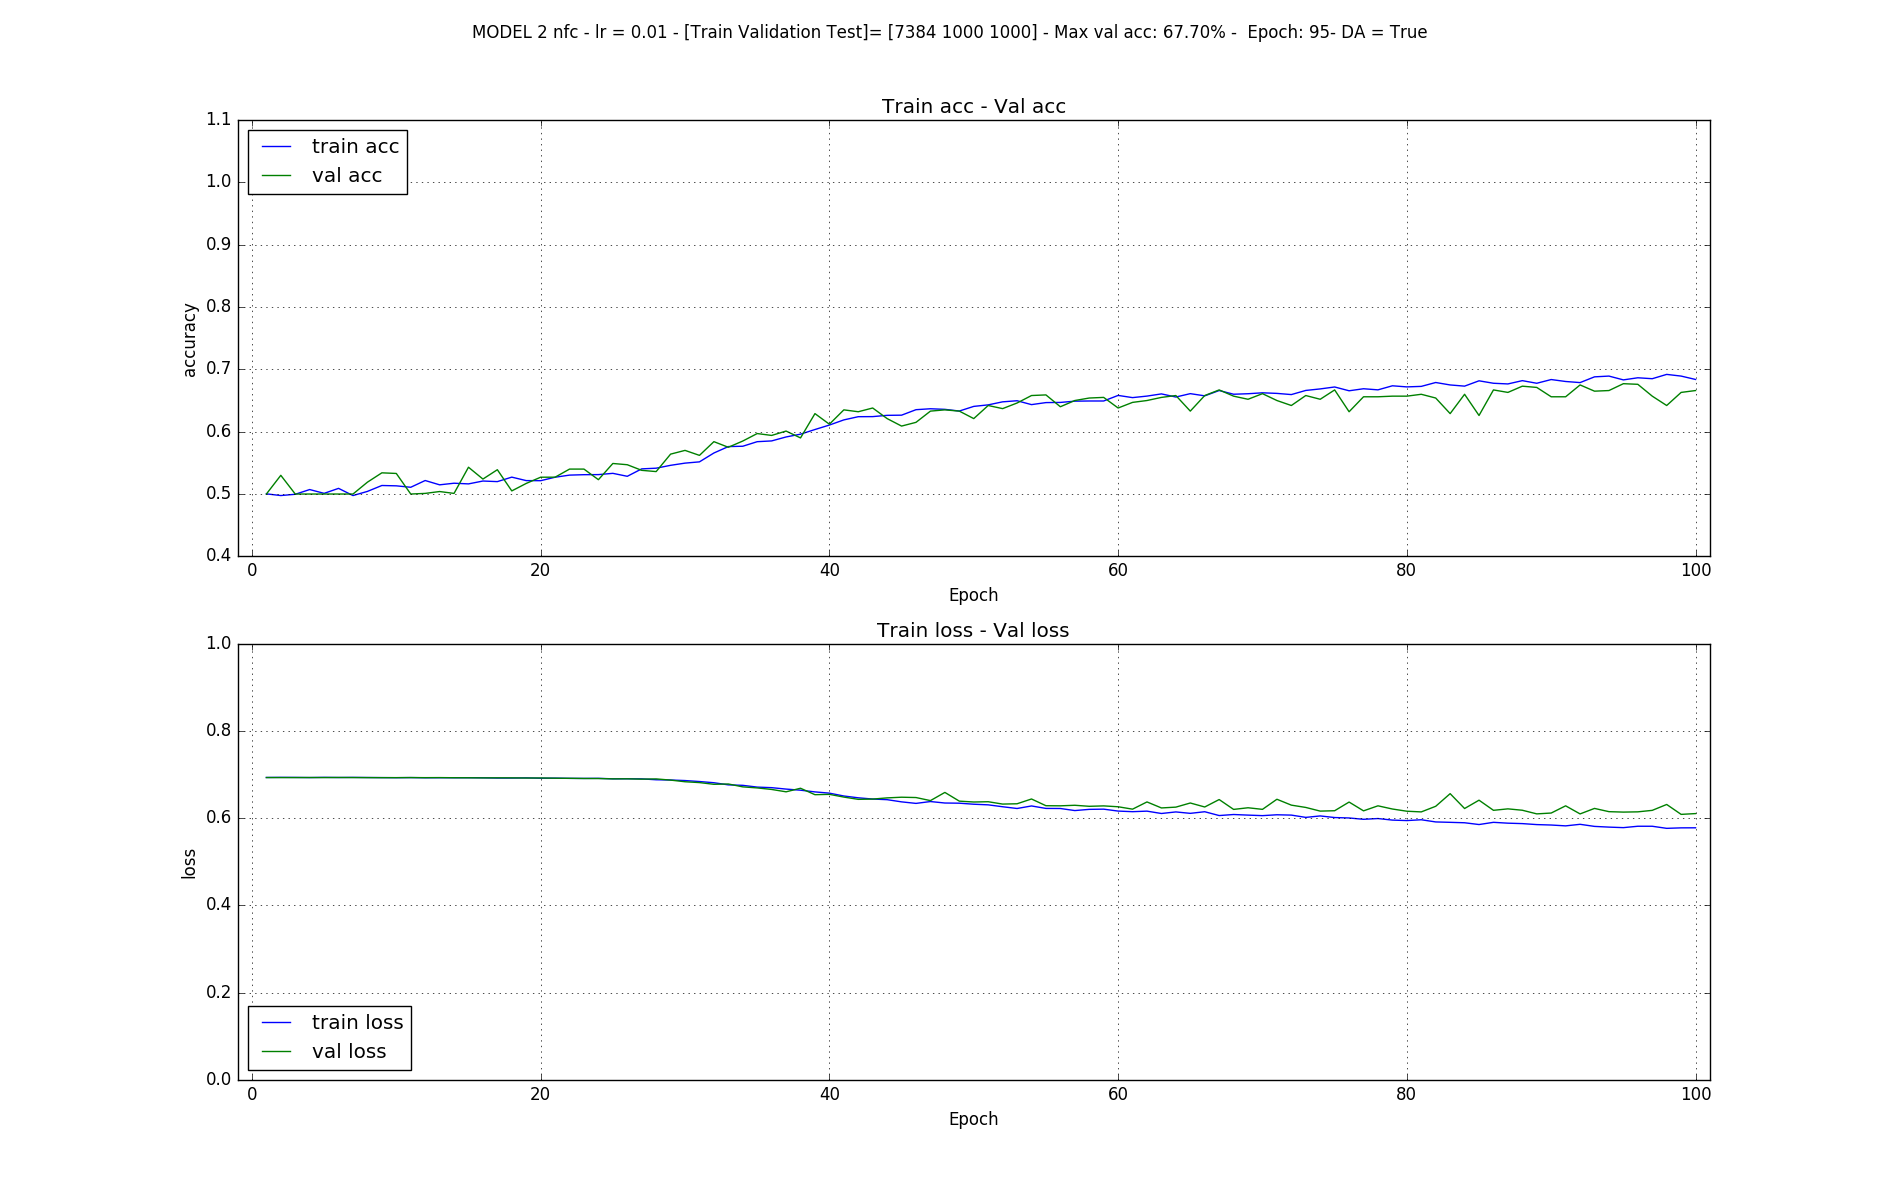 MODEL 2 nfc - lr = 0.01 - [Train Validation Test]= [7384 1000 1000] - Max val acc: 67.70% -  Epoch: 95- DA = True
Train acc - Val acc
1.1
1.0
0.9
0.8
0.7
0.6
0.5
0.4
accuracy
train acc
val acc
0 20 40 60 80 100
Epoch
Train loss - Val loss
1.0
0.8
0.6
0.4
0.2
0.0
loss
train loss
val loss
0 20 40 60 80 100
Epoch